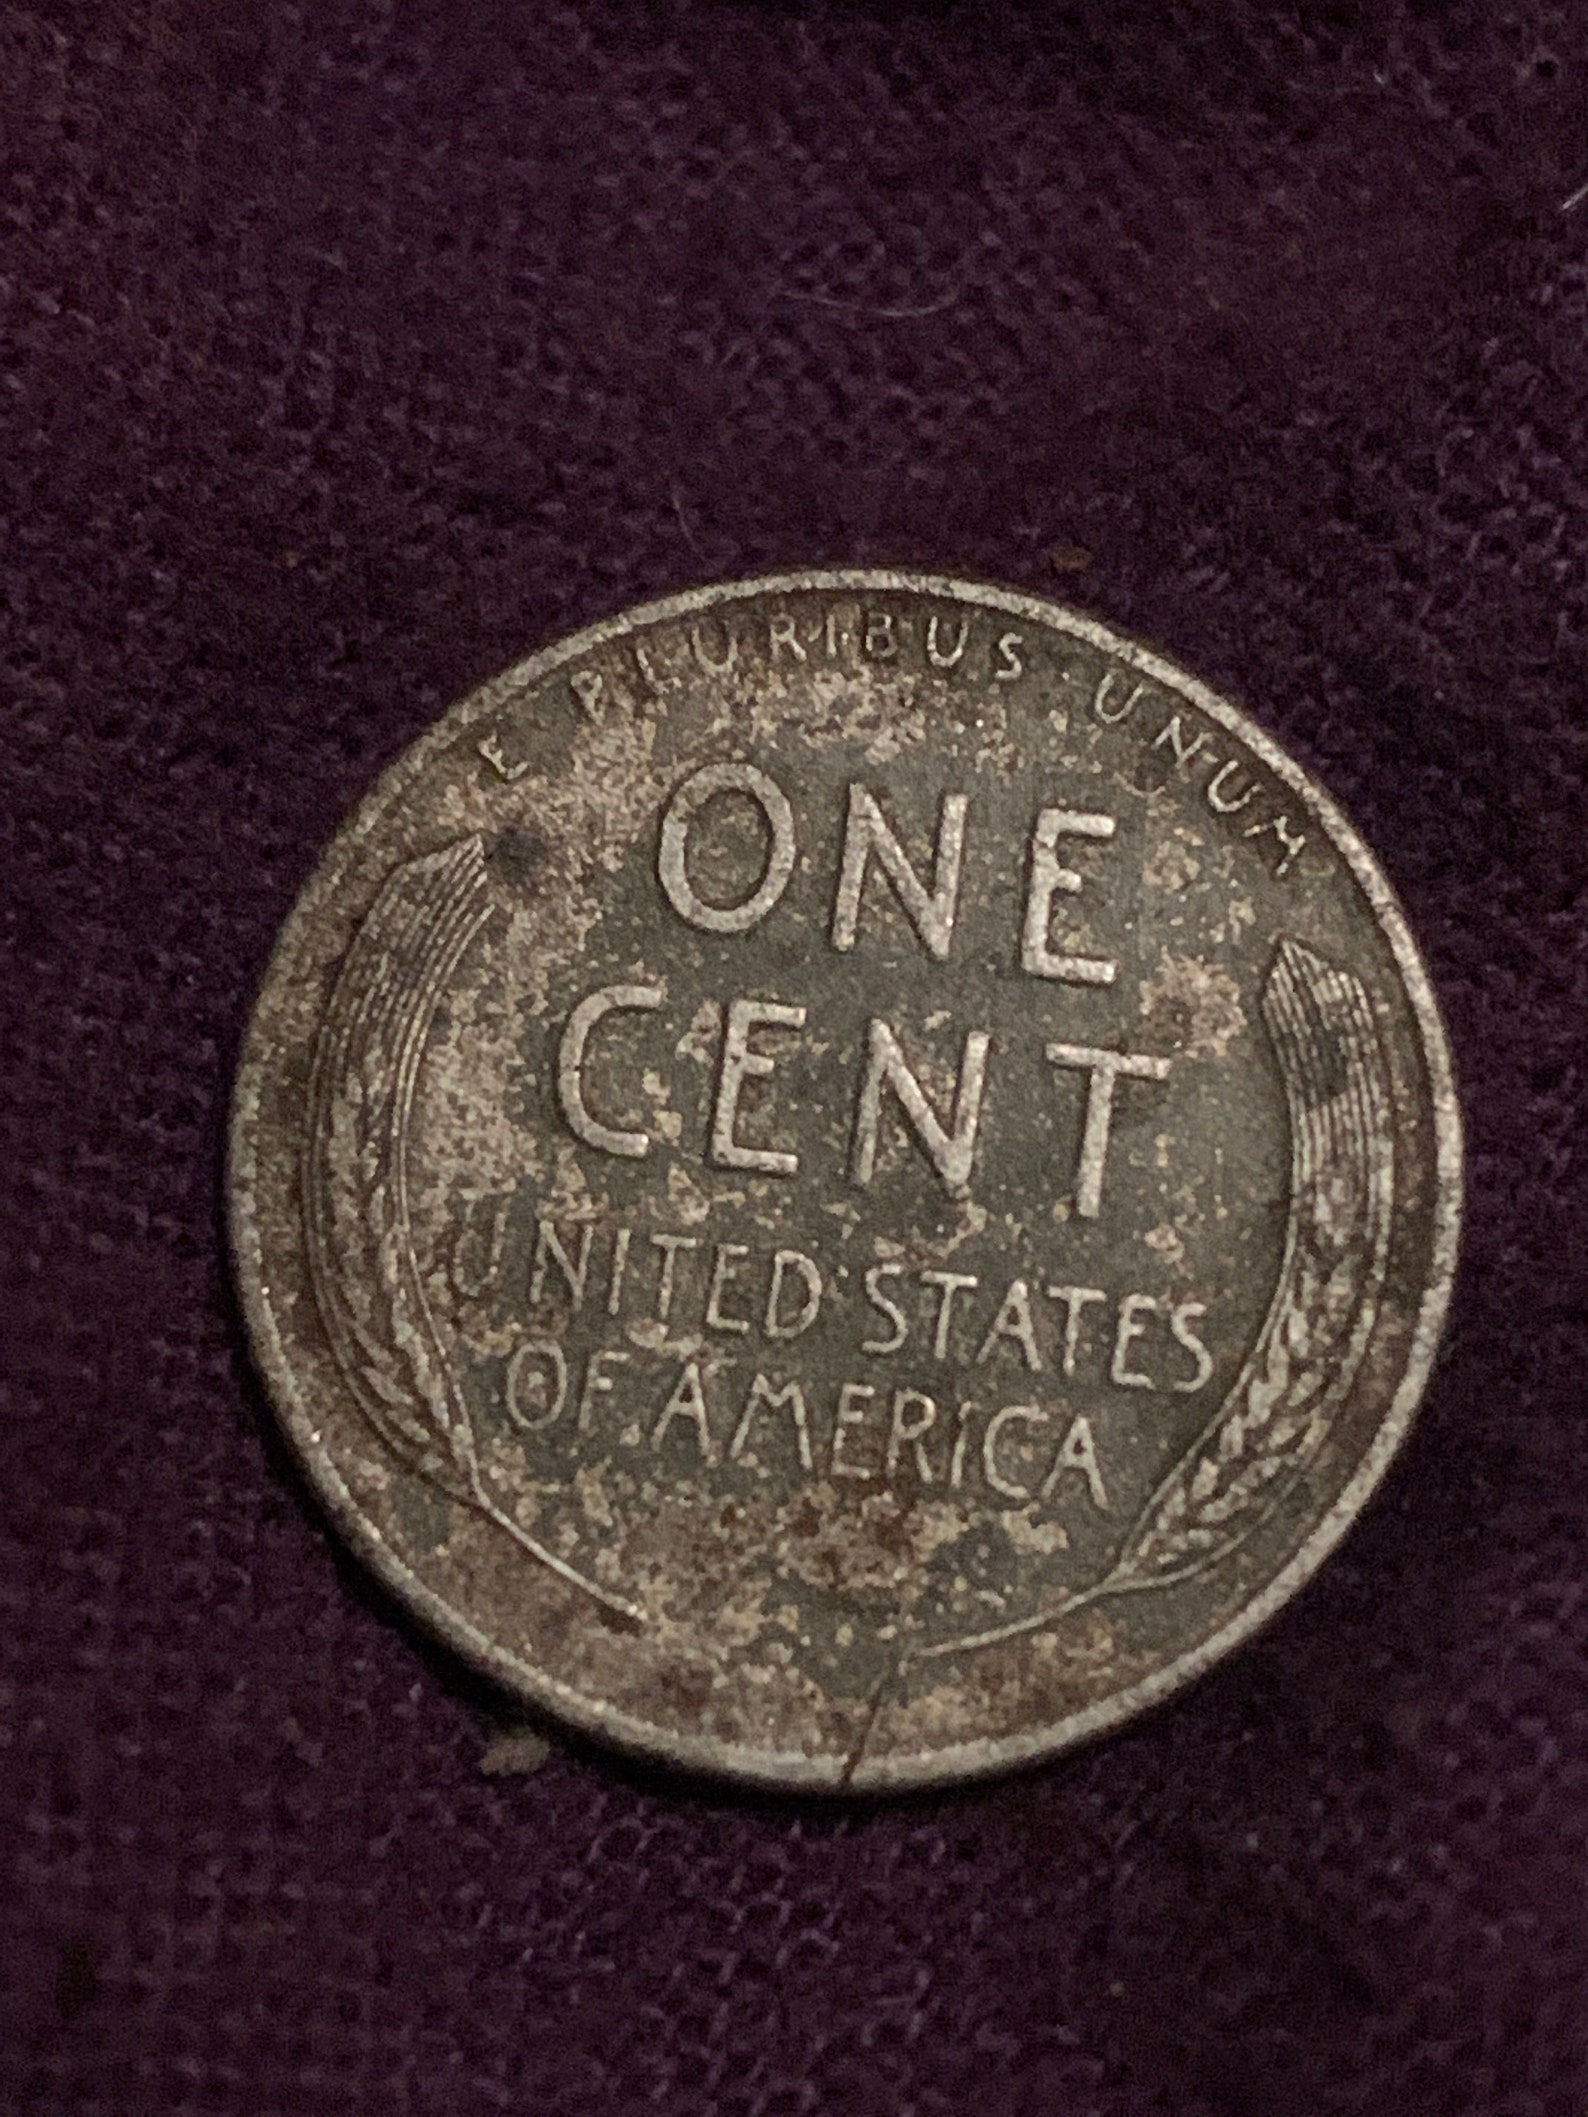 E PLURIBUS UNUM
ONE
CENT
UNITED STATES
OF AMERICA